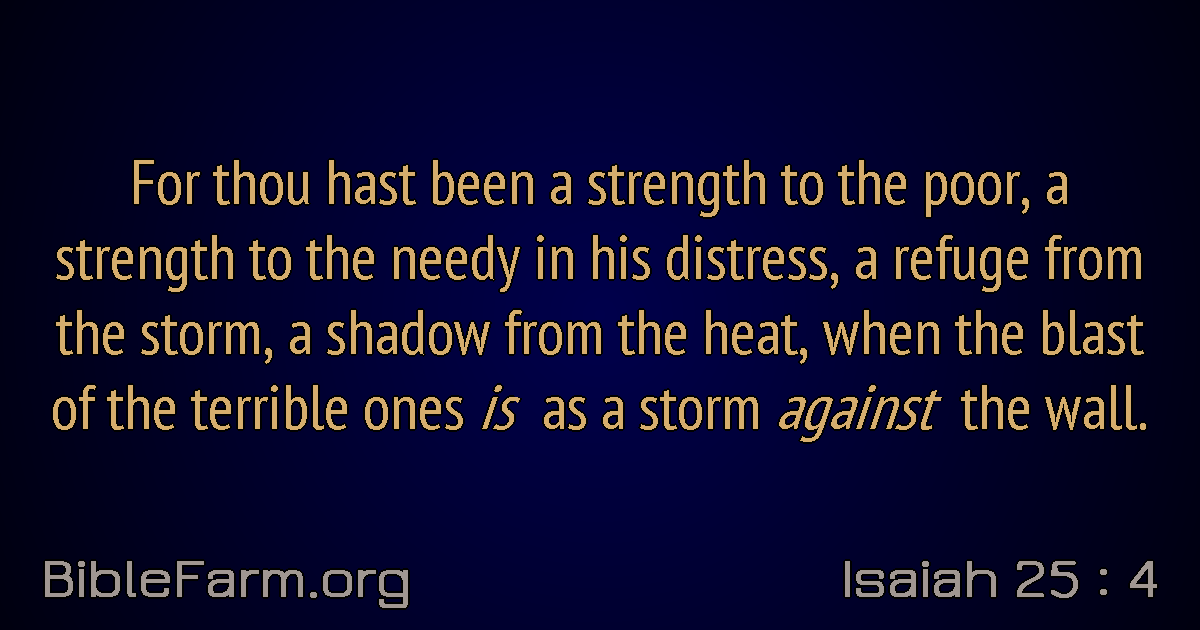 For thou hast been a strength to the poor, a
strength to the needy in his distress, a refuge from
the storm, a shadow from the heat, when the blast
of the terrible ones is as a storm against the wall.
BibleFarm.org
Isaiah 25 : 4